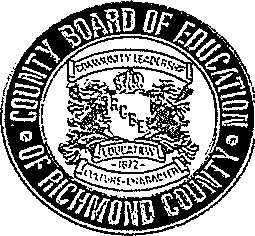 COUNTY BOARD OF EDUCATION
OF RICHMOND COUNTY
COMMUNITY LEADERSHIP
RCBE
EDUCATION
-1872-
CULTURE-CHARACTER